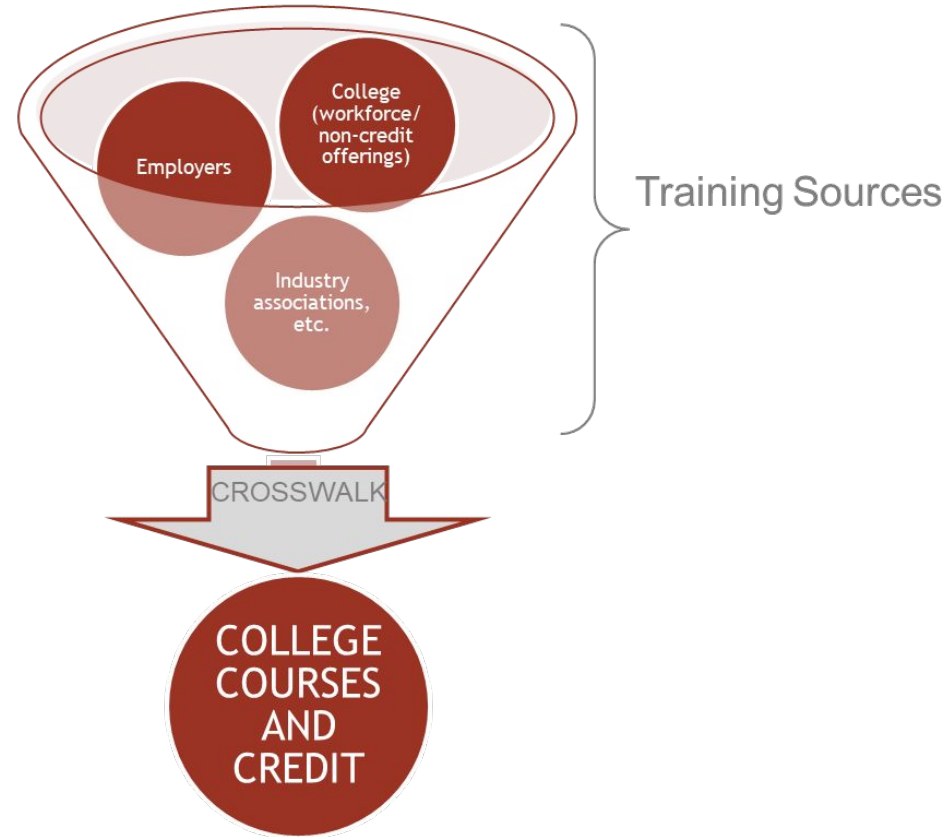 College
(workforce/
non-credit
offerings)
Employers
Training Sources
Industry
associations,
etc.
CROSSWALK
COLLEGE
COURSES
AND
CREDIT